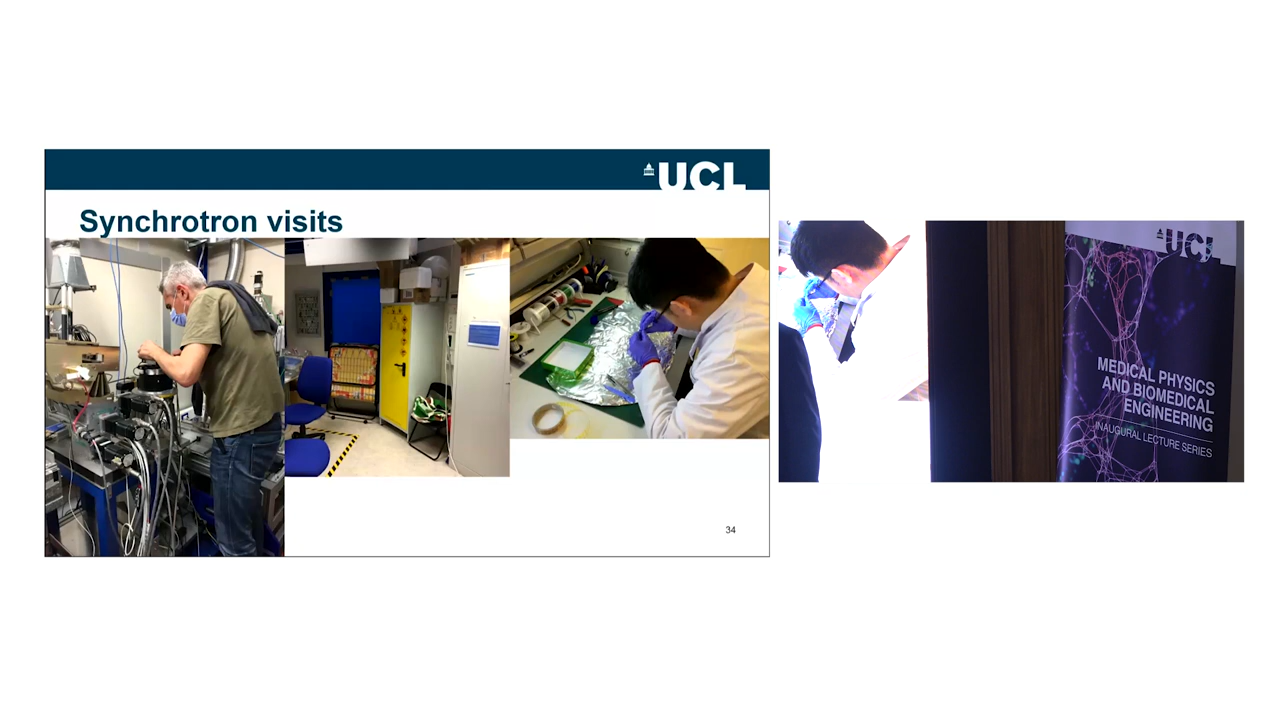 UCL
Synchrotron visits
34
UCL
MEDICAL PHYSICS
AND BIOMEDICAL
ENGINEERING
INAUGURAL LECTURE SERIES